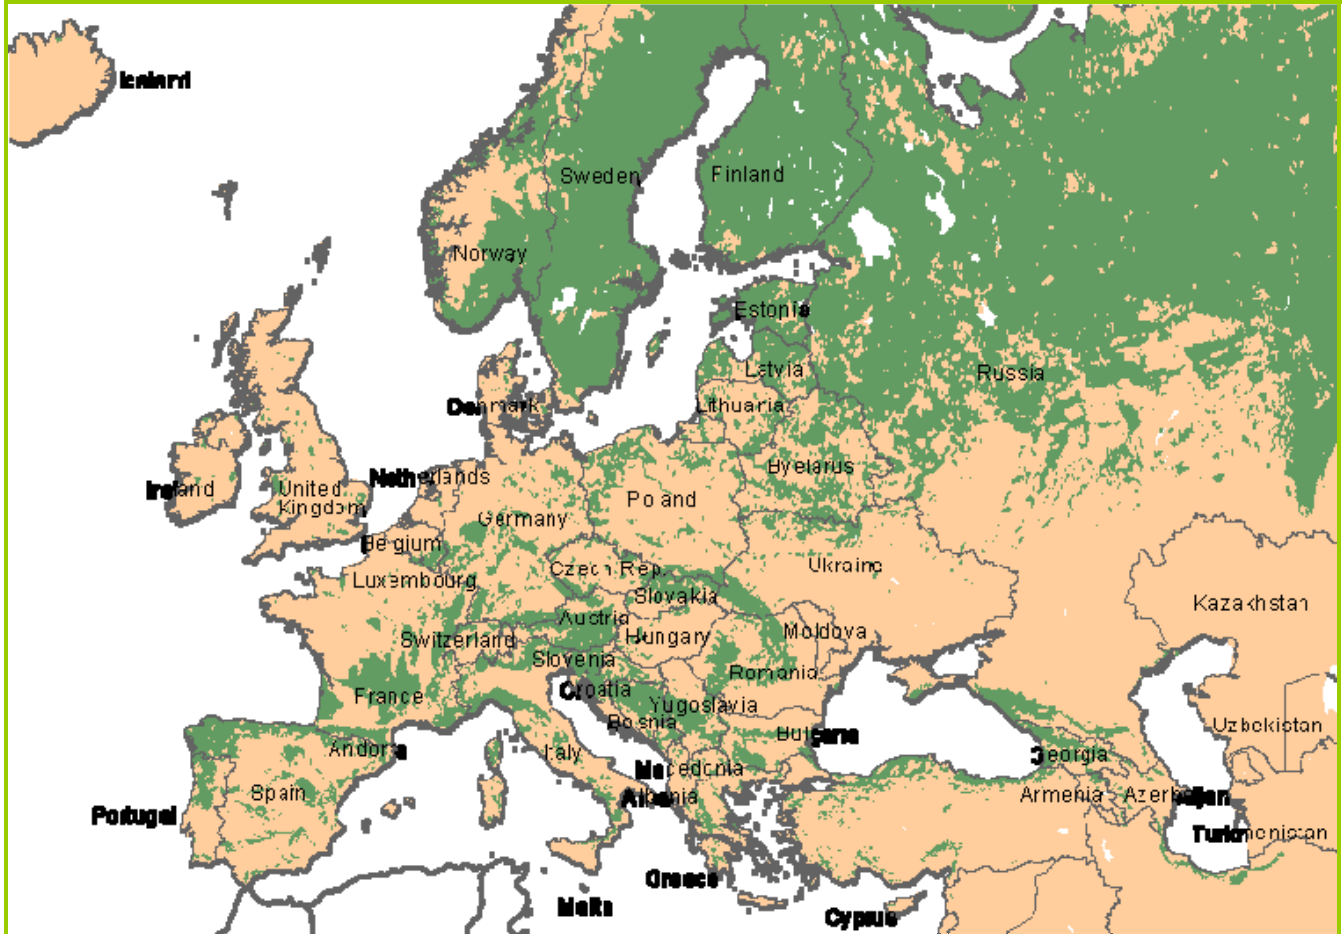 Iceland
Sweden
Finland
Norway
Estonia
Latvia
Russia
Denmark
Lithuania
Byelarus
Netherlands
Ireland
United
Kingdom
Poland
Germany
Belgium
Czech Rep.
Ukraine
Luxembourg
Slovakia
Kazakhstan
Austria
Switzerland
Hungary
Moldova
Slovenia
Romania
France
Croatia
Yugoslavia
Bosnia
Uzbekistan
Bulgaria
Andorra
Italy
Georgia
Macedonia
Spain
Albania
Armenia
Azerbaijan
Portugal
Turkmenistan
Greece
Malta
Cyprus